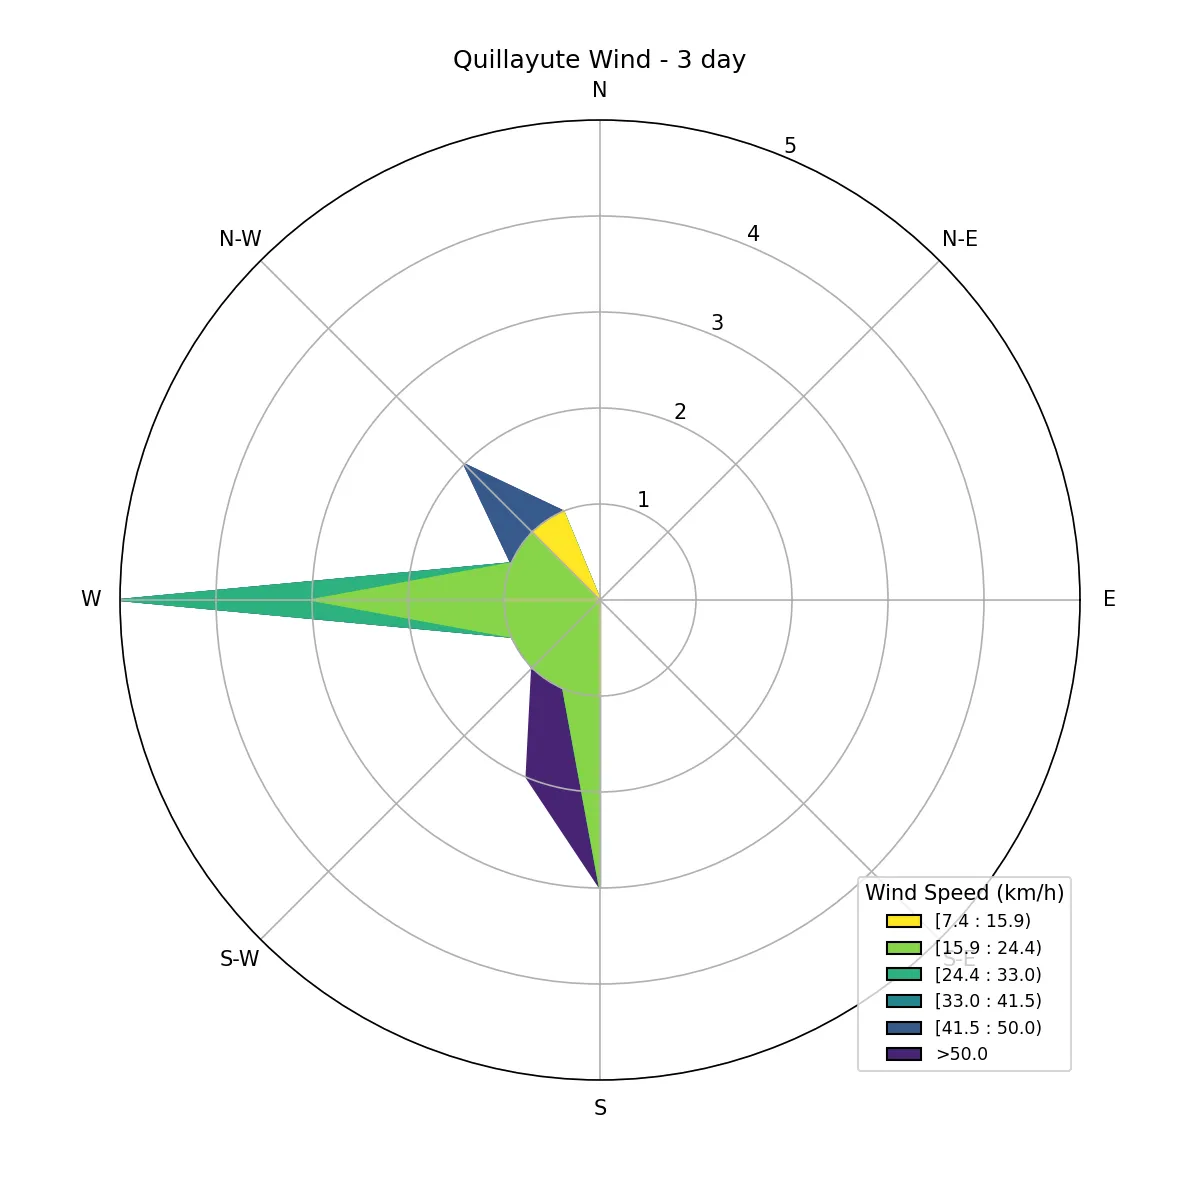 Quillayute Wind - 3 day
N
5
N-W
4
N-E
3
2
1
W
E
S-W
S-E
S
Wind Speed (km/h)
[7.4 : 15.9)
[15.9 : 24.4)
[24.4 : 33.0)
[33.0 : 41.5)
[41.5 : 50.0)
>50.0